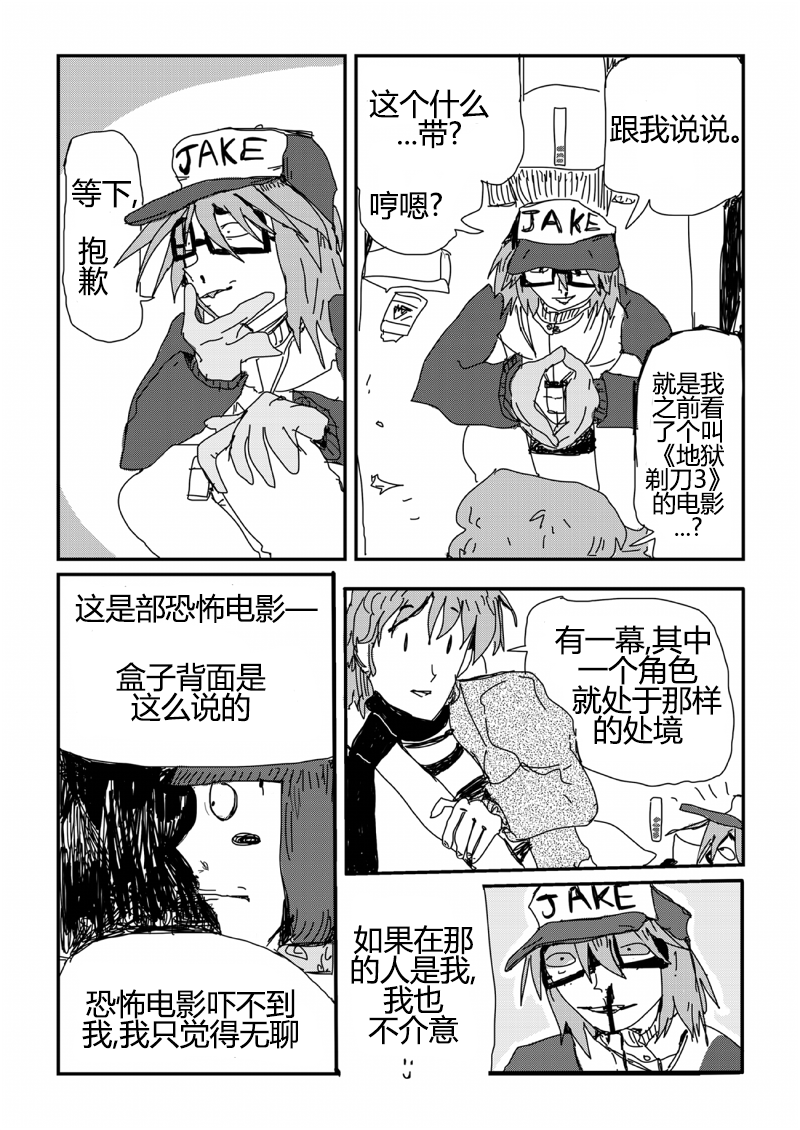 等下,
抱
歉
JAKE
这个什么
...带?
哼嗯?
跟我说说。
JAKE
就是我
之前看
了个叫
《地狱
剃刀3》
的电影
...?
这是部恐怖电影—
盒子背面是
这么说的
恐怖电影吓不到
我,我只觉得无聊
有一幕,其中
一个角色
就处于那样
的处境
如果在那
的人是我,
我也
不介意
JAKE